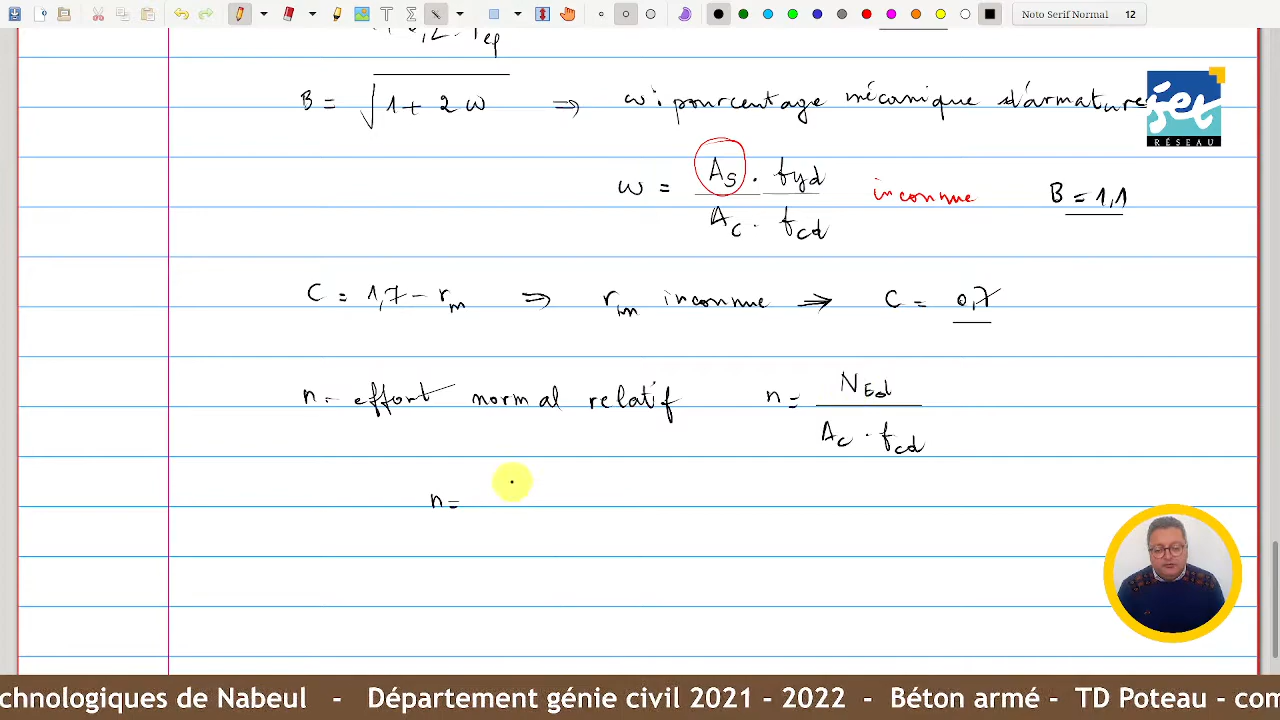 Noto Serif Normal 12
B = √1 + 2 ω ⇒ ω : pourcentage mécanique d'armature
jset
RÉSEAU
ω = As . fyd / Ac . fcd inconnue B = 1,1
C = 1,7 - rm ⇒ rm inconnue ⇒ C = 0,7
n = effort normal relatif n = NEd / Ac . fcd
n =
chnologiques de Nabeul - Département génie civil 2021 - 2022 - Béton armé - TD Poteau - com